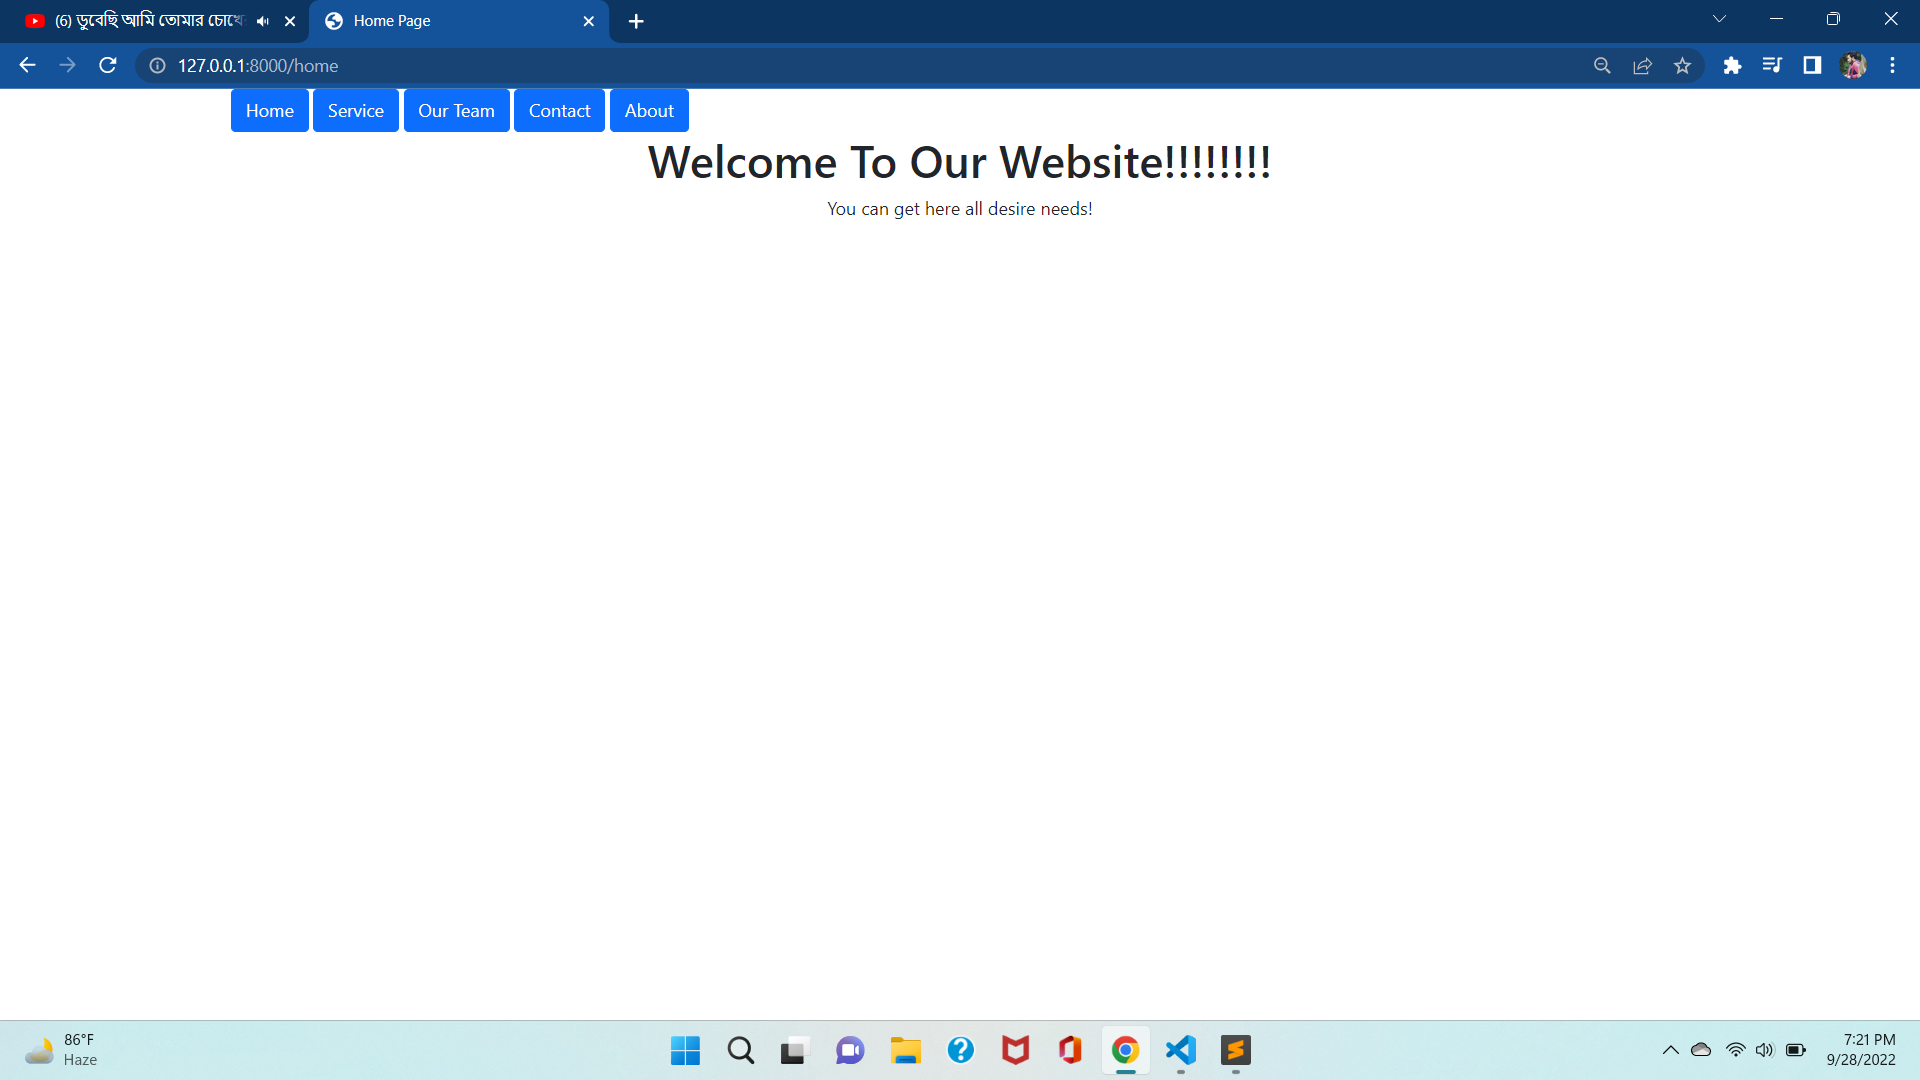 (6) ডুবেছি আমি তোমার চোখে
Home Page
127.0.0.1:8000/home
Home Service Our Team Contact About
Welcome To Our Website!!!!!!!!
You can get here all desire needs!
86°F
Haze
7:21 PM
9/28/2022